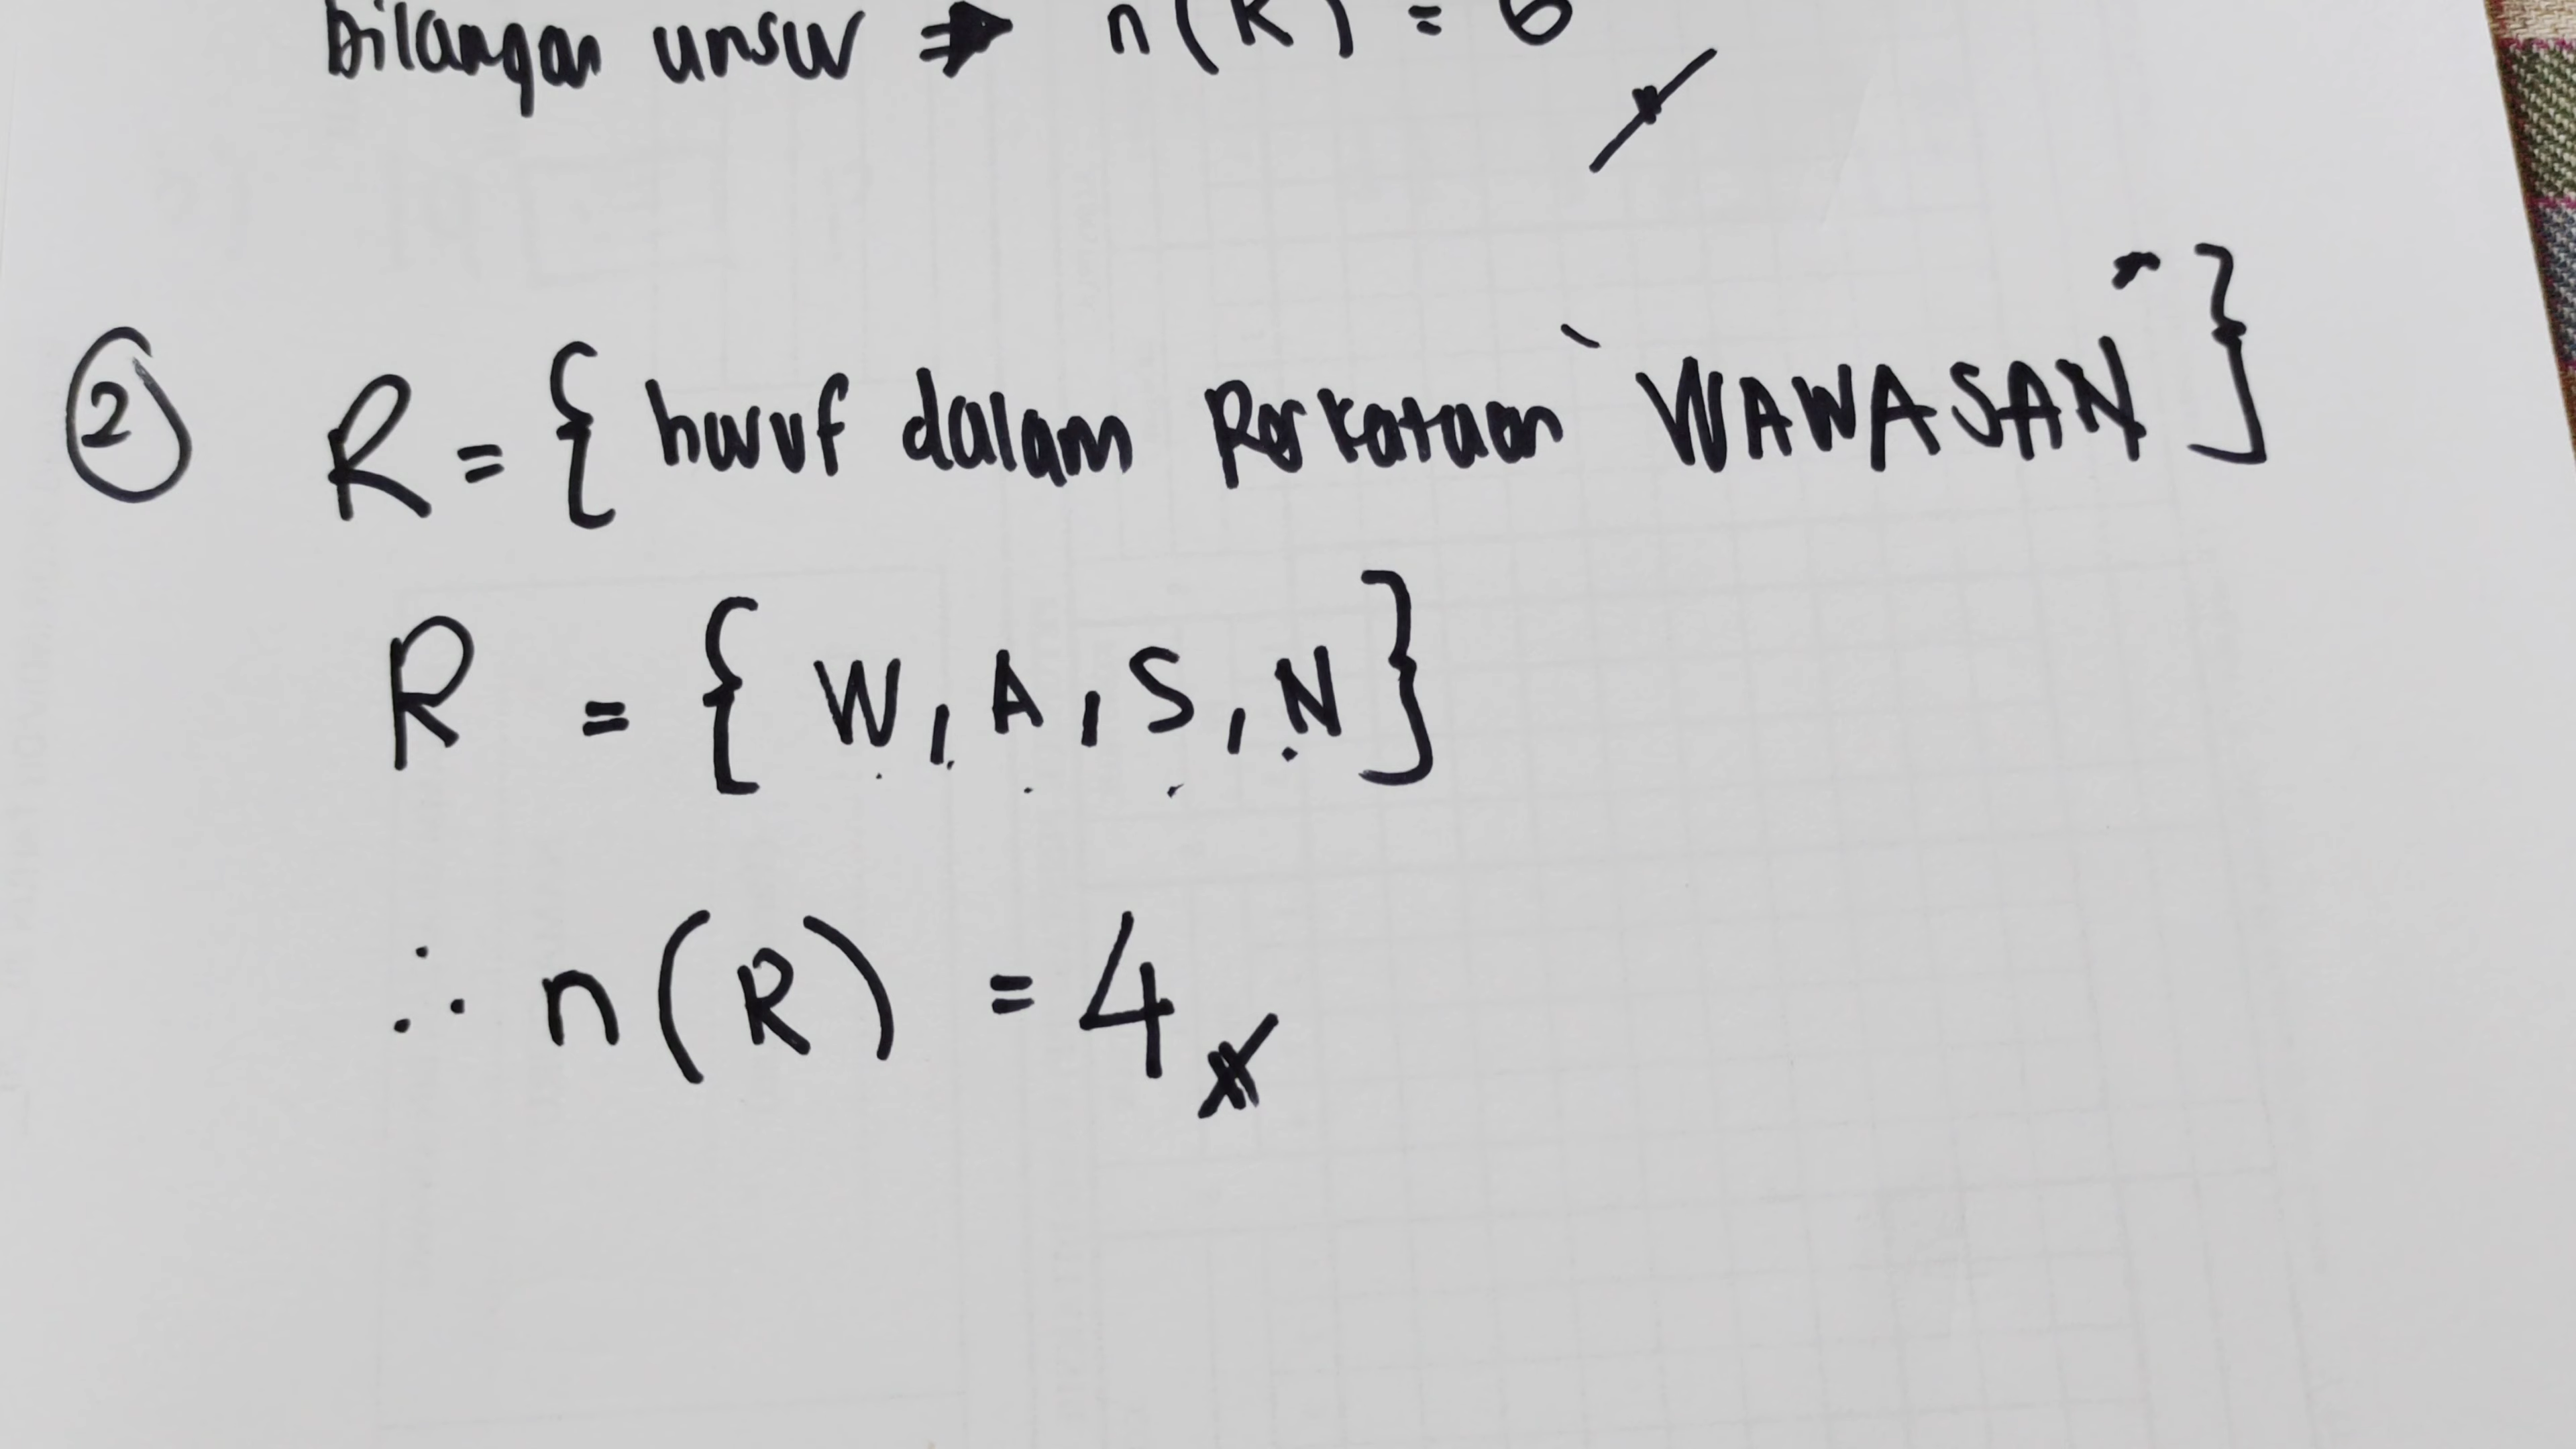 bilangan unsur ⇒ n(R) = 6
② R = { huruf dalam Perkataan `WAWASAN" }
R = { W, A, S, N }
∴ n(R) = 4